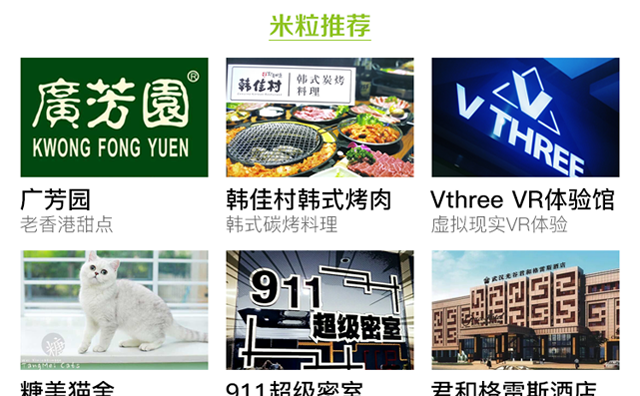 米粒推荐
廣芳園®
KWONG FONG YUEN
韩佳村
韩式炭烤
料理
V THREE
广芳园
老香港甜点
韩佳村韩式烤肉
韩式碳烤料理
Vthree VR体验馆
虚拟现实VR体验
TangMei Cats
911
超级密室
武汉光谷君和格雷斯酒店
糖美猫舍
911超级密室
君和格雷斯酒店